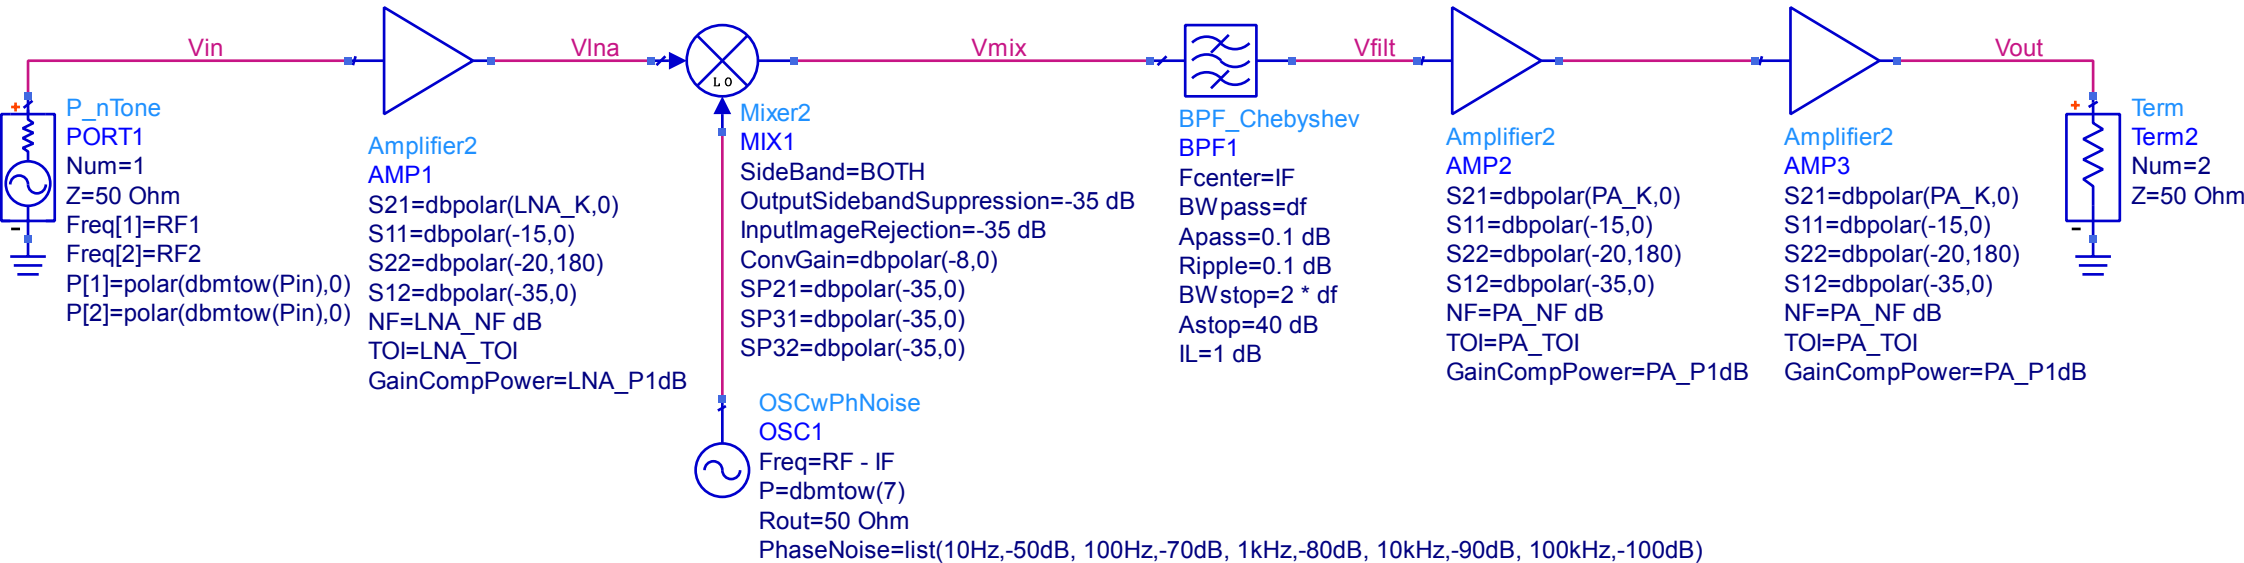 Vin
Vlna
Vmix
Vfilt
Vout
LO
+
-
P_nTone
PORT1
Num=1
Z=50 Ohm
Freq[1]=RF1
Freq[2]=RF2
P[1]=polar(dbmtow(Pin),0)
P[2]=polar(dbmtow(Pin),0)
Amplifier2
AMP1
S21=dbpolar(LNA_K,0)
S11=dbpolar(-15,0)
S22=dbpolar(-20,180)
S12=dbpolar(-35,0)
NF=LNA_NF dB
TOI=LNA_TOI
GainCompPower=LNA_P1dB
Mixer2
MIX1
SideBand=BOTH
OutputSidebandSuppression=-35 dB
InputImageRejection=-35 dB
ConvGain=dbpolar(-8,0)
SP21=dbpolar(-35,0)
SP31=dbpolar(-35,0)
SP32=dbpolar(-35,0)
OSCwPhNoise
OSC1
Freq=RF - IF
P=dbmtow(7)
Rout=50 Ohm
PhaseNoise=list(10Hz,-50dB, 100Hz,-70dB, 1kHz,-80dB, 10kHz,-90dB, 100kHz,-100dB)
BPF_Chebyshev
BPF1
Fcenter=IF
BWpass=df
Apass=0.1 dB
Ripple=0.1 dB
BWstop=2 * df
Astop=40 dB
IL=1 dB
Amplifier2
AMP2
S21=dbpolar(PA_K,0)
S11=dbpolar(-15,0)
S22=dbpolar(-20,180)
S12=dbpolar(-35,0)
NF=PA_NF dB
TOI=PA_TOI
GainCompPower=PA_P1dB
Amplifier2
AMP3
S21=dbpolar(PA_K,0)
S11=dbpolar(-15,0)
S22=dbpolar(-20,180)
S12=dbpolar(-35,0)
NF=PA_NF dB
TOI=PA_TOI
GainCompPower=PA_P1dB
+
-
Term
Term2
Num=2
Z=50 Ohm